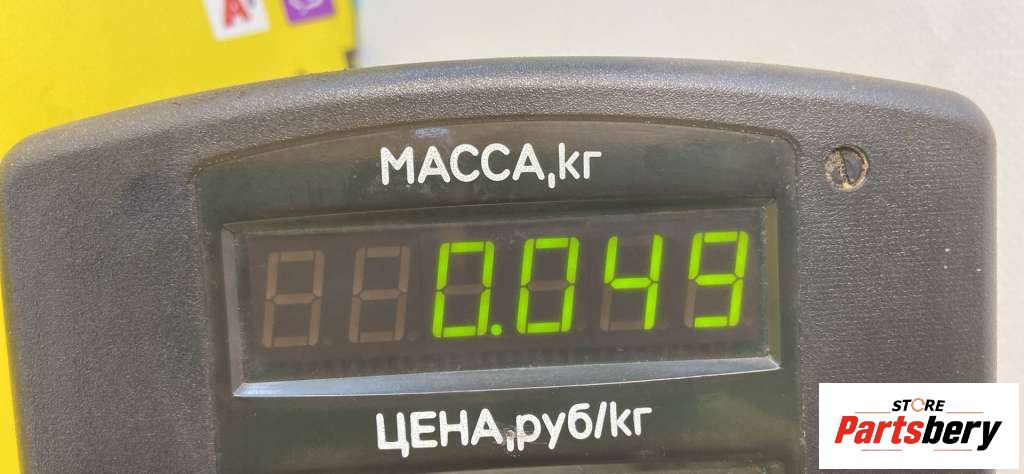 А
МАССА,кг
0.049
ЦЕНА,руб/кг
STORE
Partsbery